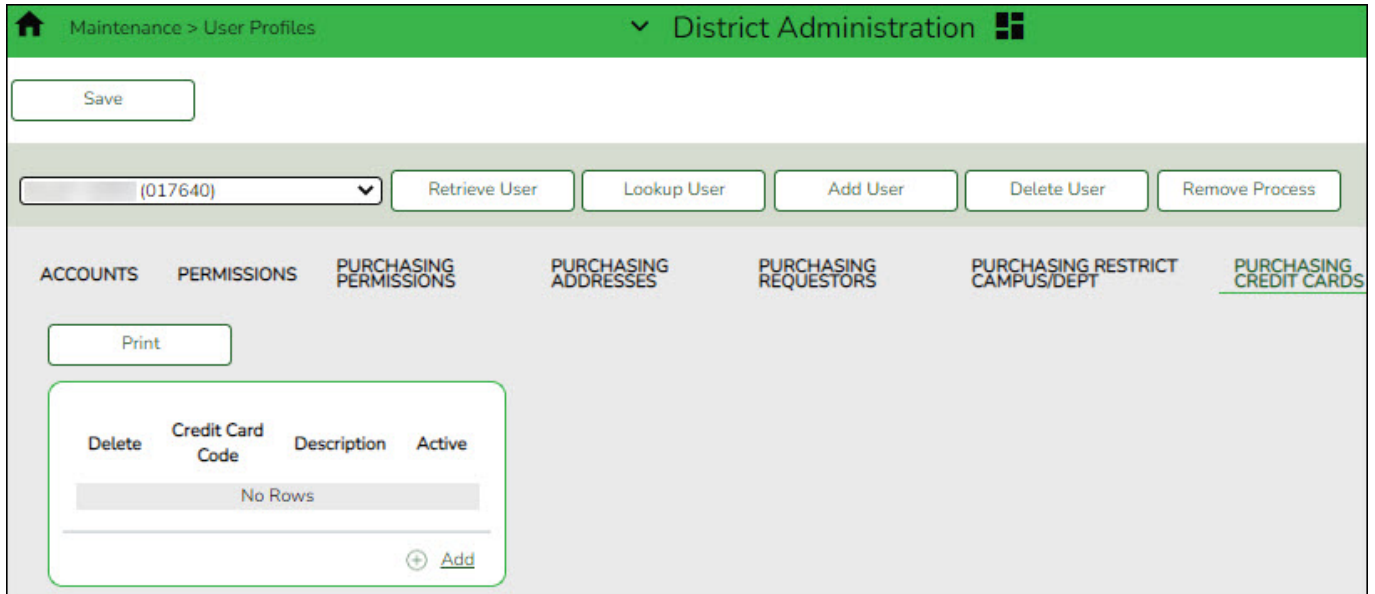 Maintenance > User Profiles
District Administration
Save
(017640)
Retrieve User
Lookup User
Add User
Delete User
Remove Process
ACCOUNTS
PERMISSIONS
PURCHASING
PERMISSIONS
PURCHASING
ADDRESSES
PURCHASING
REQUESTORS
PURCHASING RESTRICT
CAMPUS/DEPT
PURCHASING
CREDIT CARDS
Print
Delete
Credit Card
Code
Description
Active
No Rows
Add